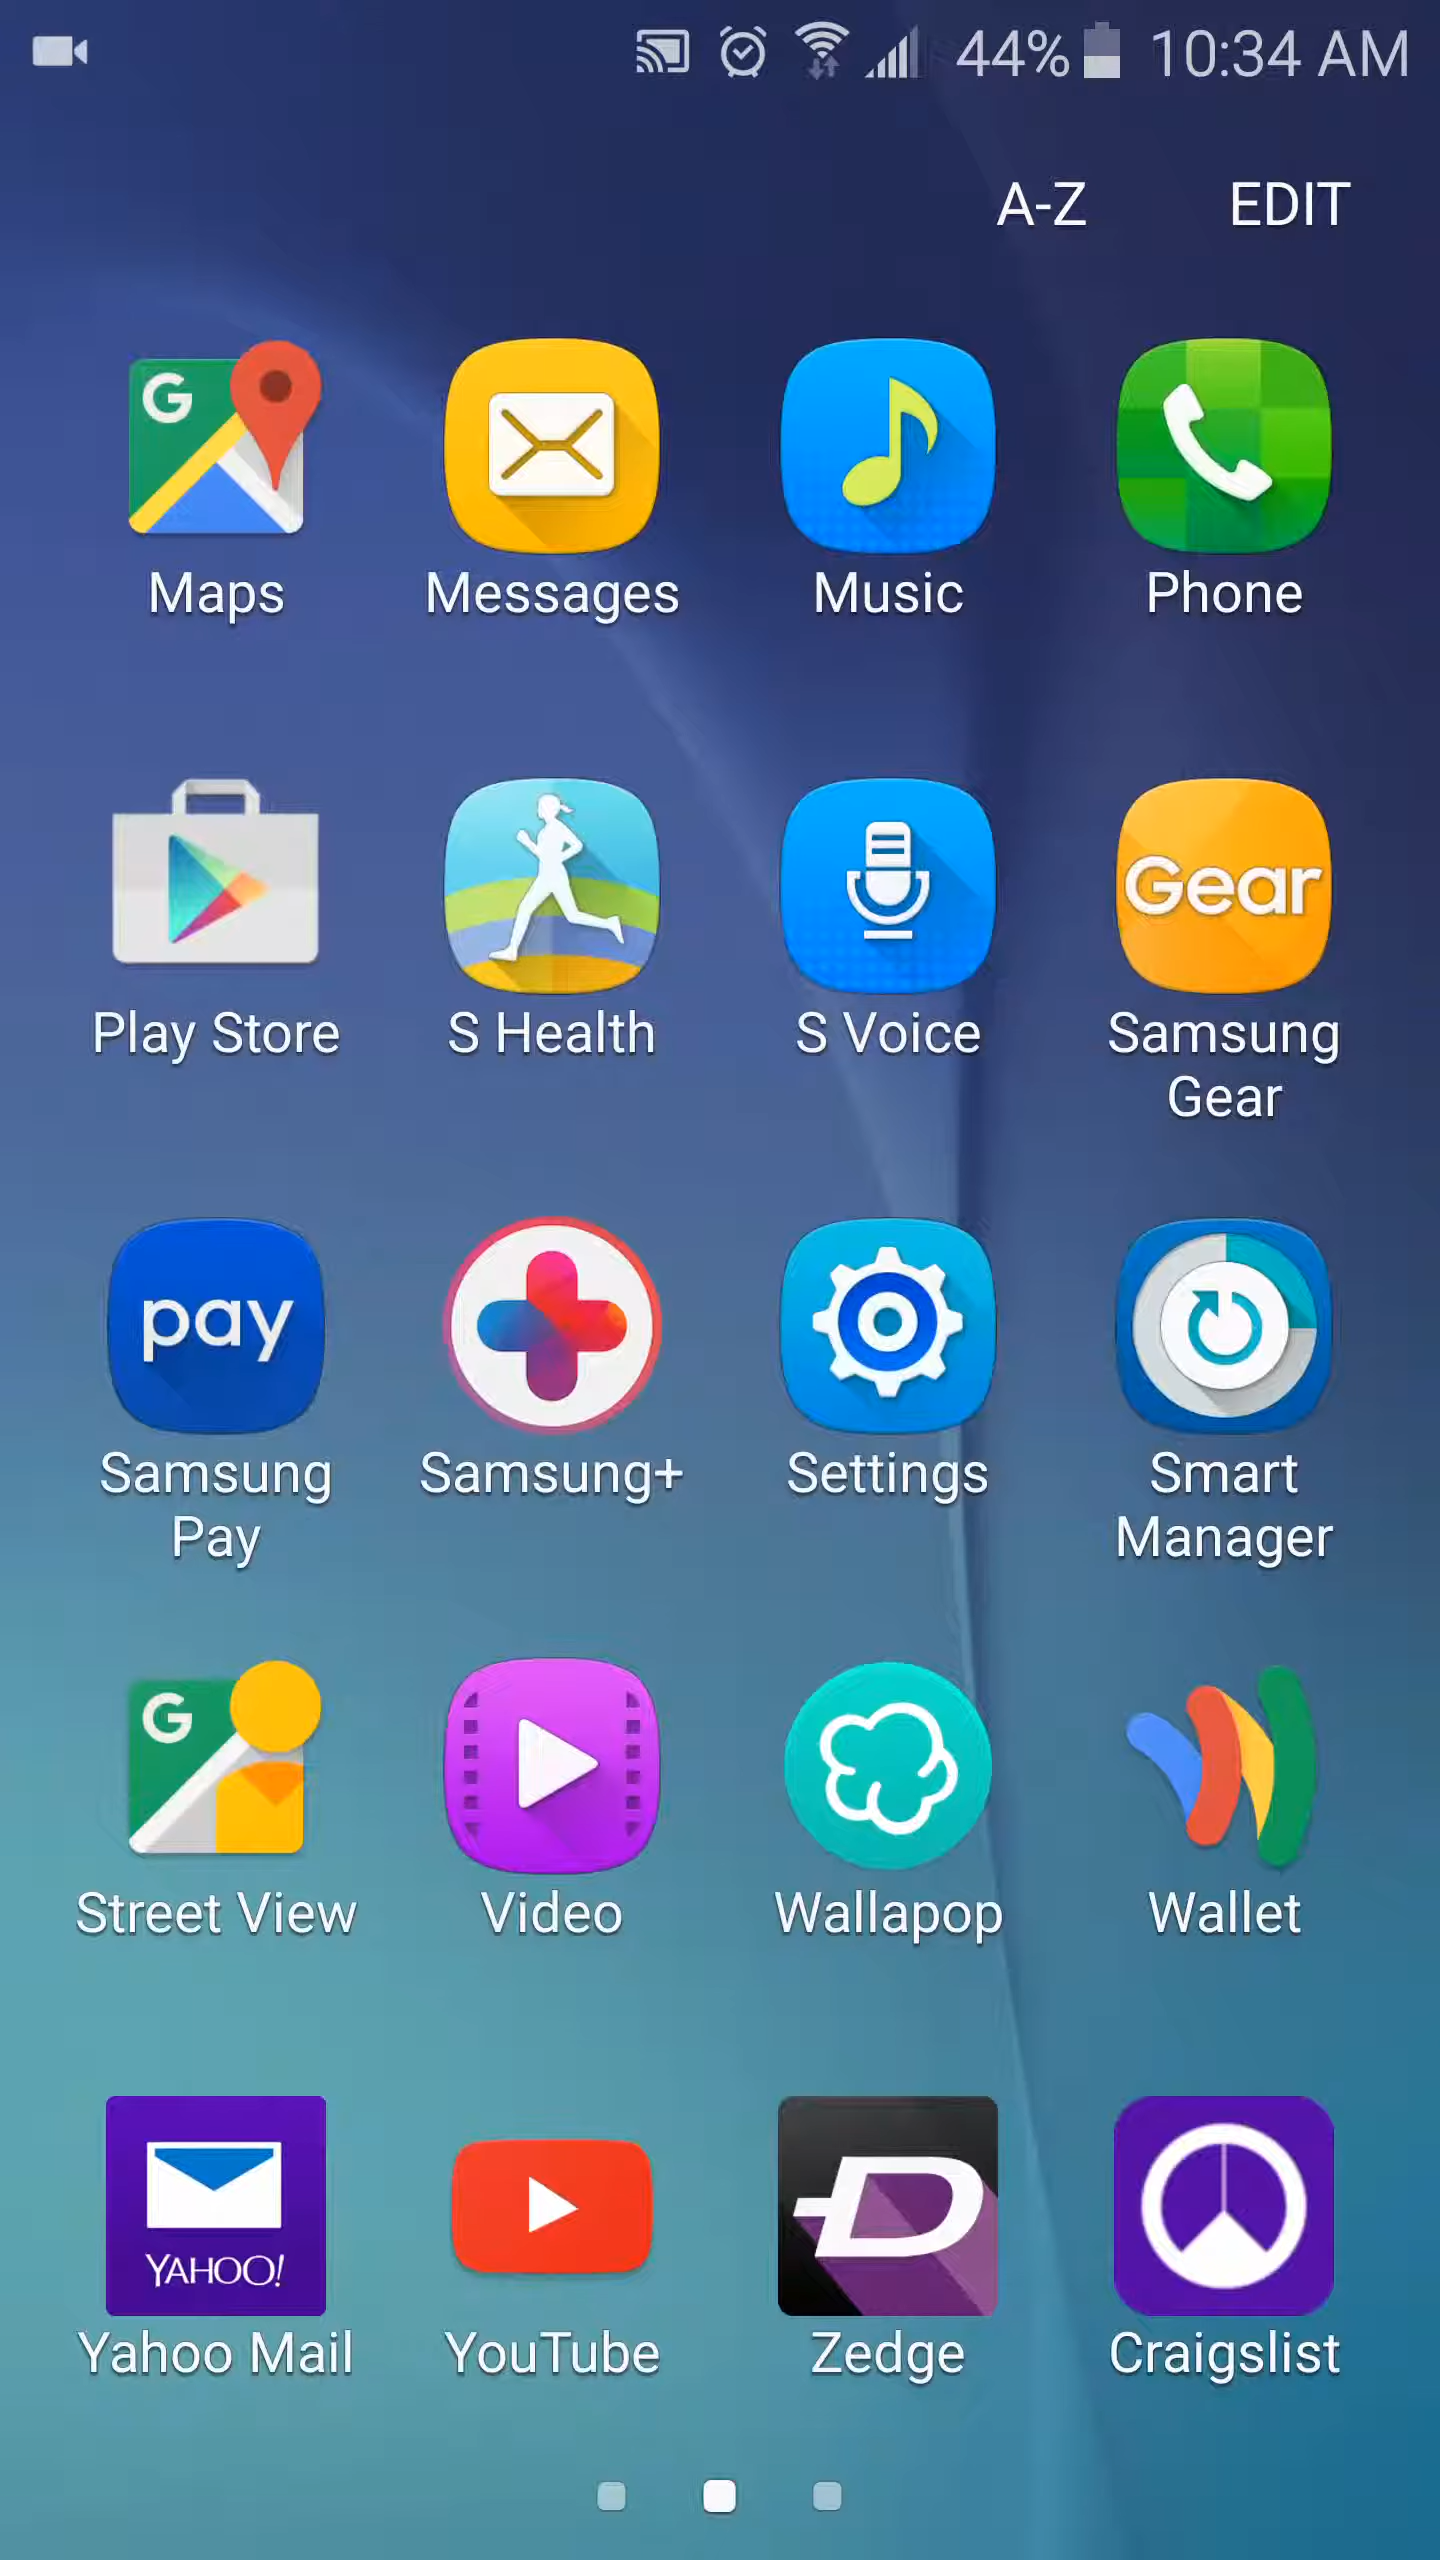 44% 10:34 AM
A-Z EDIT
G
Maps Messages Music Phone
Gear
Play Store S Health S Voice Samsung
Gear
pay
Samsung Samsung+ Settings Smart
Pay Manager
G
Street View Video Wallapop Wallet
YAHOO!
Yahoo Mail YouTube Zedge Craigslist